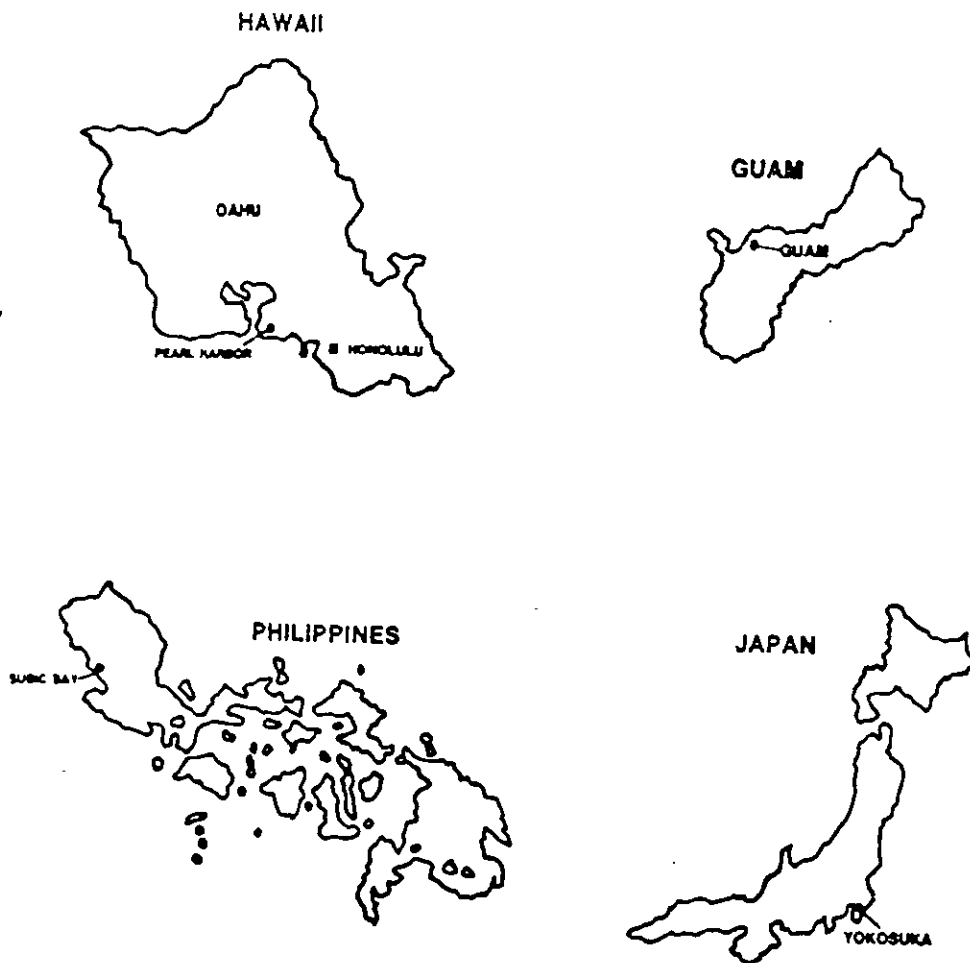 HAWAII
OAHU
PEARL HARBOR
HONOLULU
GUAM
GUAM
PHILIPPINES
SUBIC BAY
JAPAN
YOKOSUKA